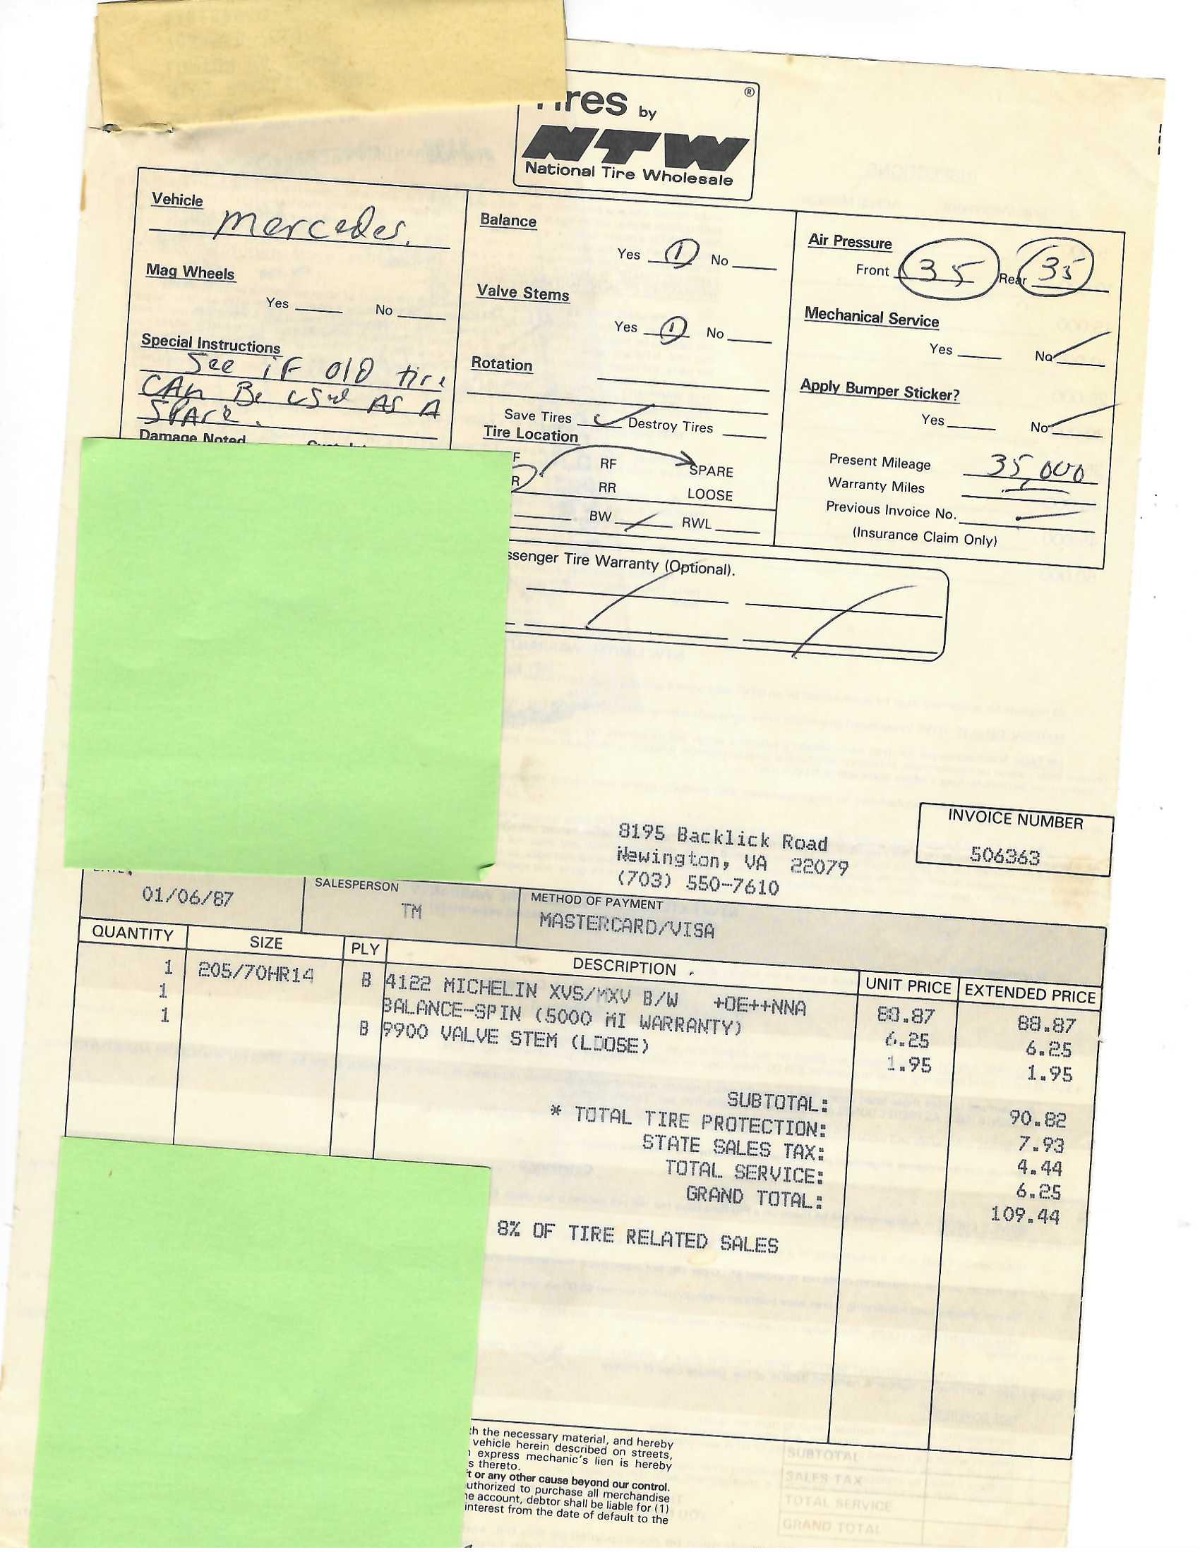 Tires by ®
NTW
National Tire Wholesale
Vehicle Mercedes.
Mag Wheels
Yes No
Special Instructions
See iF OlD tire
CAn Be used AS A
SPARe.
Damage Noted
Balance
Yes 1 No
Valve Stems
Yes 1 No
Rotation
Save Tires Destroy Tires
Tire Location
F RF SPARE
R RR LOOSE
BW RWL
Air Pressure
Front 35 Rear 35
Mechanical Service
Yes No
Apply Bumper Sticker?
Yes No
Present Mileage 35,000
Warranty Miles
Previous Invoice No.
(Insurance Claim Only)
ssenger Tire Warranty (Optional).
8195 Backlick Road
Newington, VA 22079
(703) 550-7610
INVOICE NUMBER
506363
DATE SALESPERSON METHOD OF PAYMENT
01/06/87 TM MASTERCARD/VISA
QUANTITY SIZE PLY DESCRIPTION UNIT PRICE EXTENDED PRICE
1 205/70HR14 B 4122 MICHELIN XVS/MXV B/W +OE++NNA 88.87 88.87
1 BALANCE-SPIN (5000 MI WARRANTY) 6.25 6.25
1 B 9900 VALVE STEM (LOOSE) 1.95 1.95
SUBTOTAL: 90.82
* TOTAL TIRE PROTECTION: 7.93
STATE SALES TAX: 4.44
TOTAL SERVICE: 6.25
GRAND TOTAL: 109.44
8% OF TIRE RELATED SALES
th the necessary material, and hereby
vehicle herein described on streets,
express mechanic's lien is hereby
s thereto.
t or any other cause beyond our control.
uthorized to purchase all merchandise
e account, debtor shall be liable for (1)
interest from the date of default to the